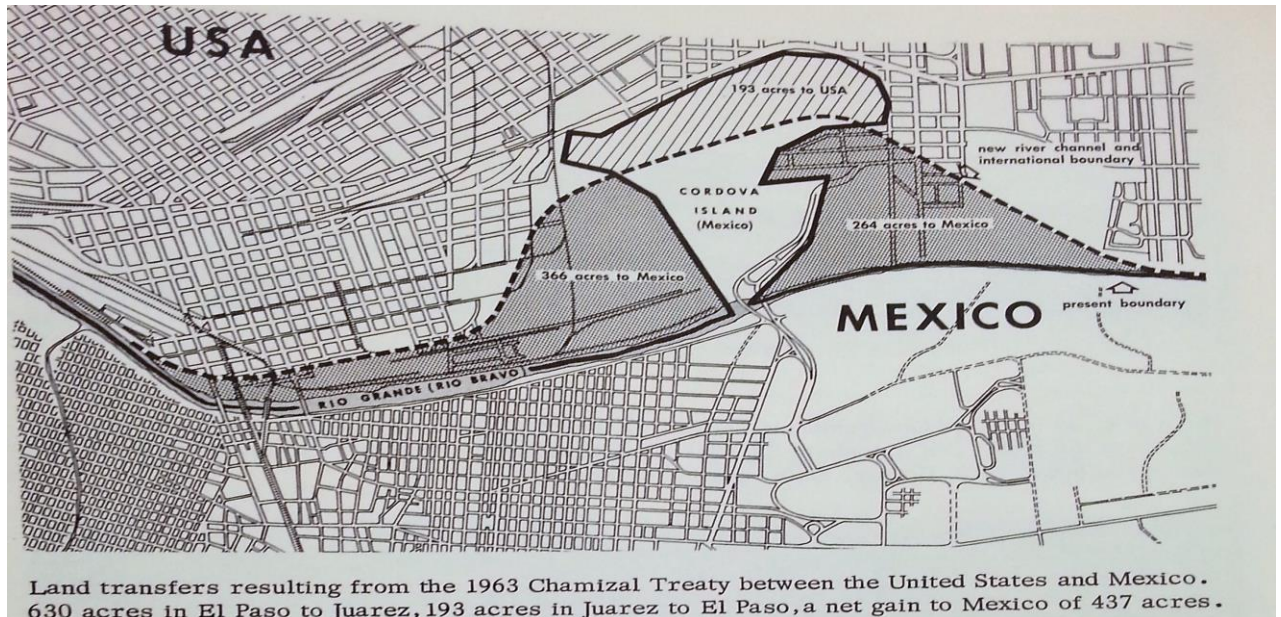 USA
193 acres to USA
new river channel and
international boundary
CORDOVA
ISLAND
(Mexico)
264 acres to Mexico
366 acres to Mexico
MEXICO
present boundary
RIO GRANDE (RIO BRAVO)
Land transfers resulting from the 1963 Chamizal Treaty between the United States and Mexico.
630 acres in El Paso to Juarez, 193 acres in Juarez to El Paso, a net gain to Mexico of 437 acres.